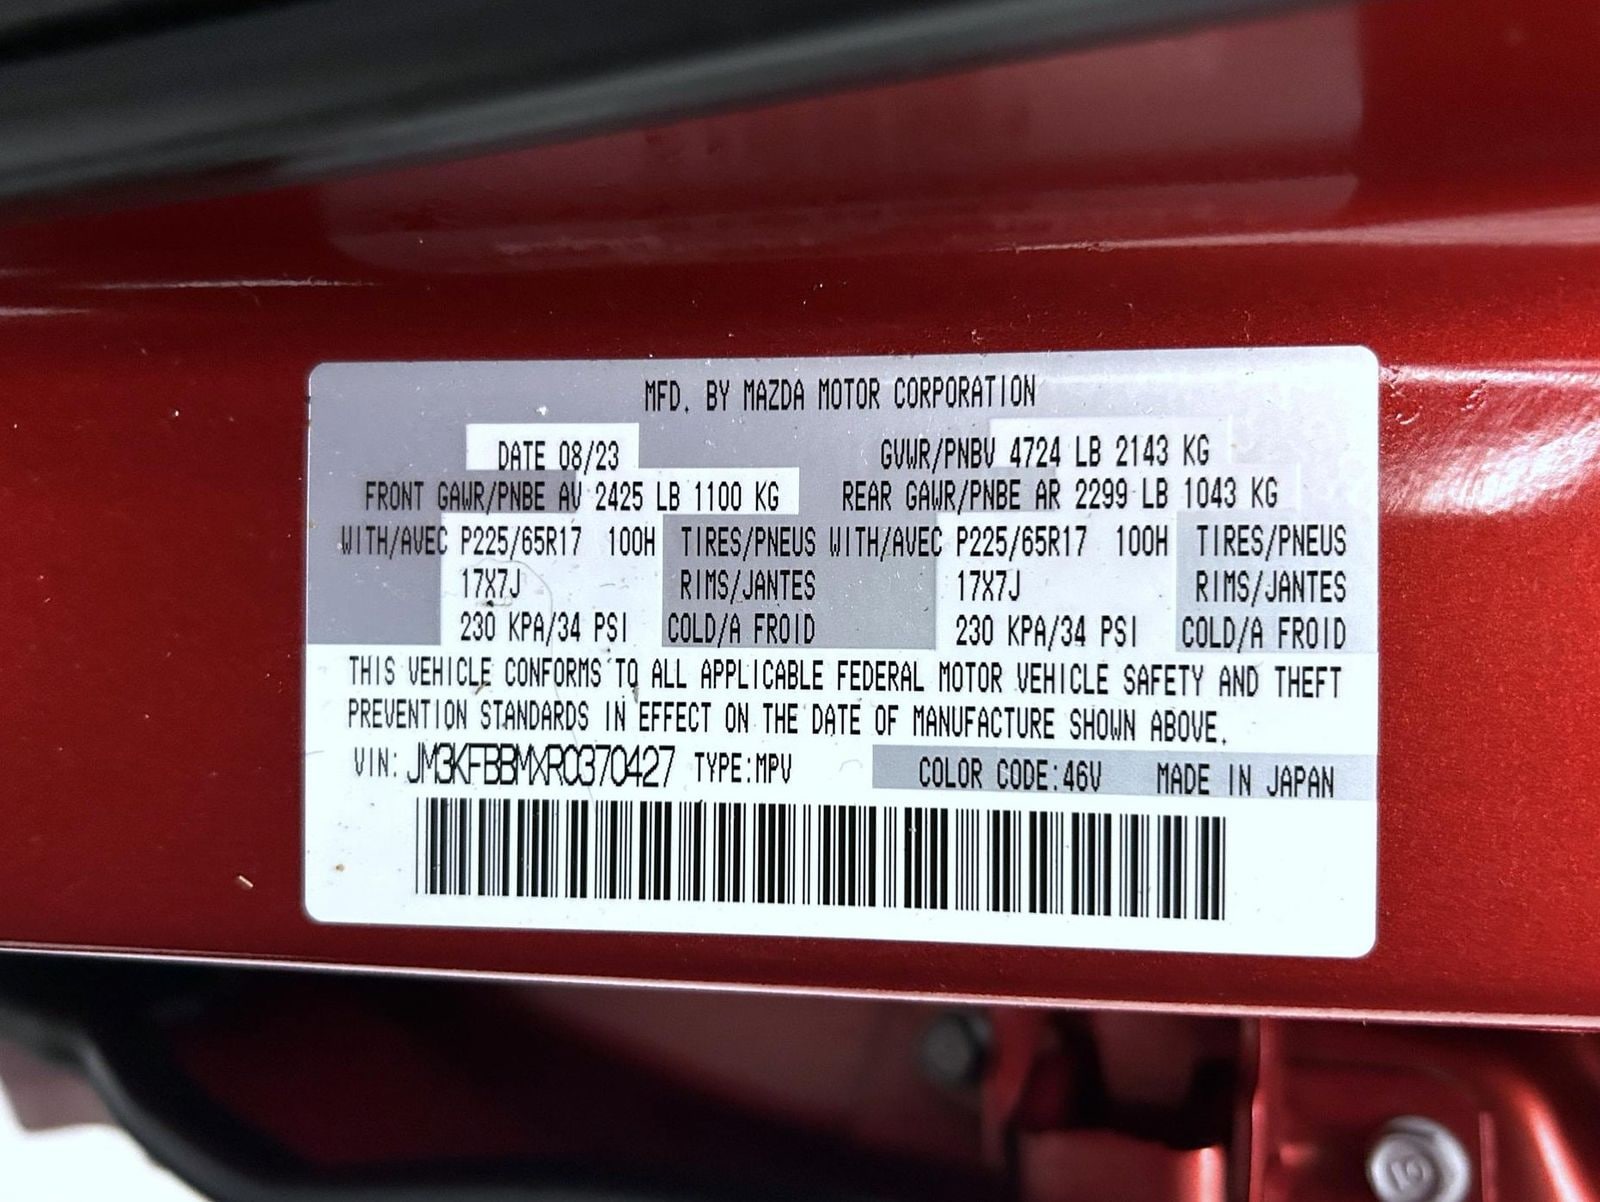 MFD. BY MAZDA MOTOR CORPORATION
DATE 08/23 GVWR/PNBV 4724 LB 2143 KG
FRONT GAWR/PNBE AV 2425 LB 1100 KG REAR GAWR/PNBE AR 2299 LB 1043 KG
WITH/AVEC P225/65R17 100H TIRES/PNEUS WITH/AVEC P225/65R17 100H TIRES/PNEUS
17X7J RIMS/JANTES 17X7J RIMS/JANTES
230 KPA/34 PSI COLD/A FROID 230 KPA/34 PSI COLD/A FROID
THIS VEHICLE CONFORMS TO ALL APPLICABLE FEDERAL MOTOR VEHICLE SAFETY AND THEFT
PREVENTION STANDARDS IN EFFECT ON THE DATE OF MANUFACTURE SHOWN ABOVE.
VIN: JM3KFBBMXR0370427 TYPE:MPV COLOR CODE:46V MADE IN JAPAN